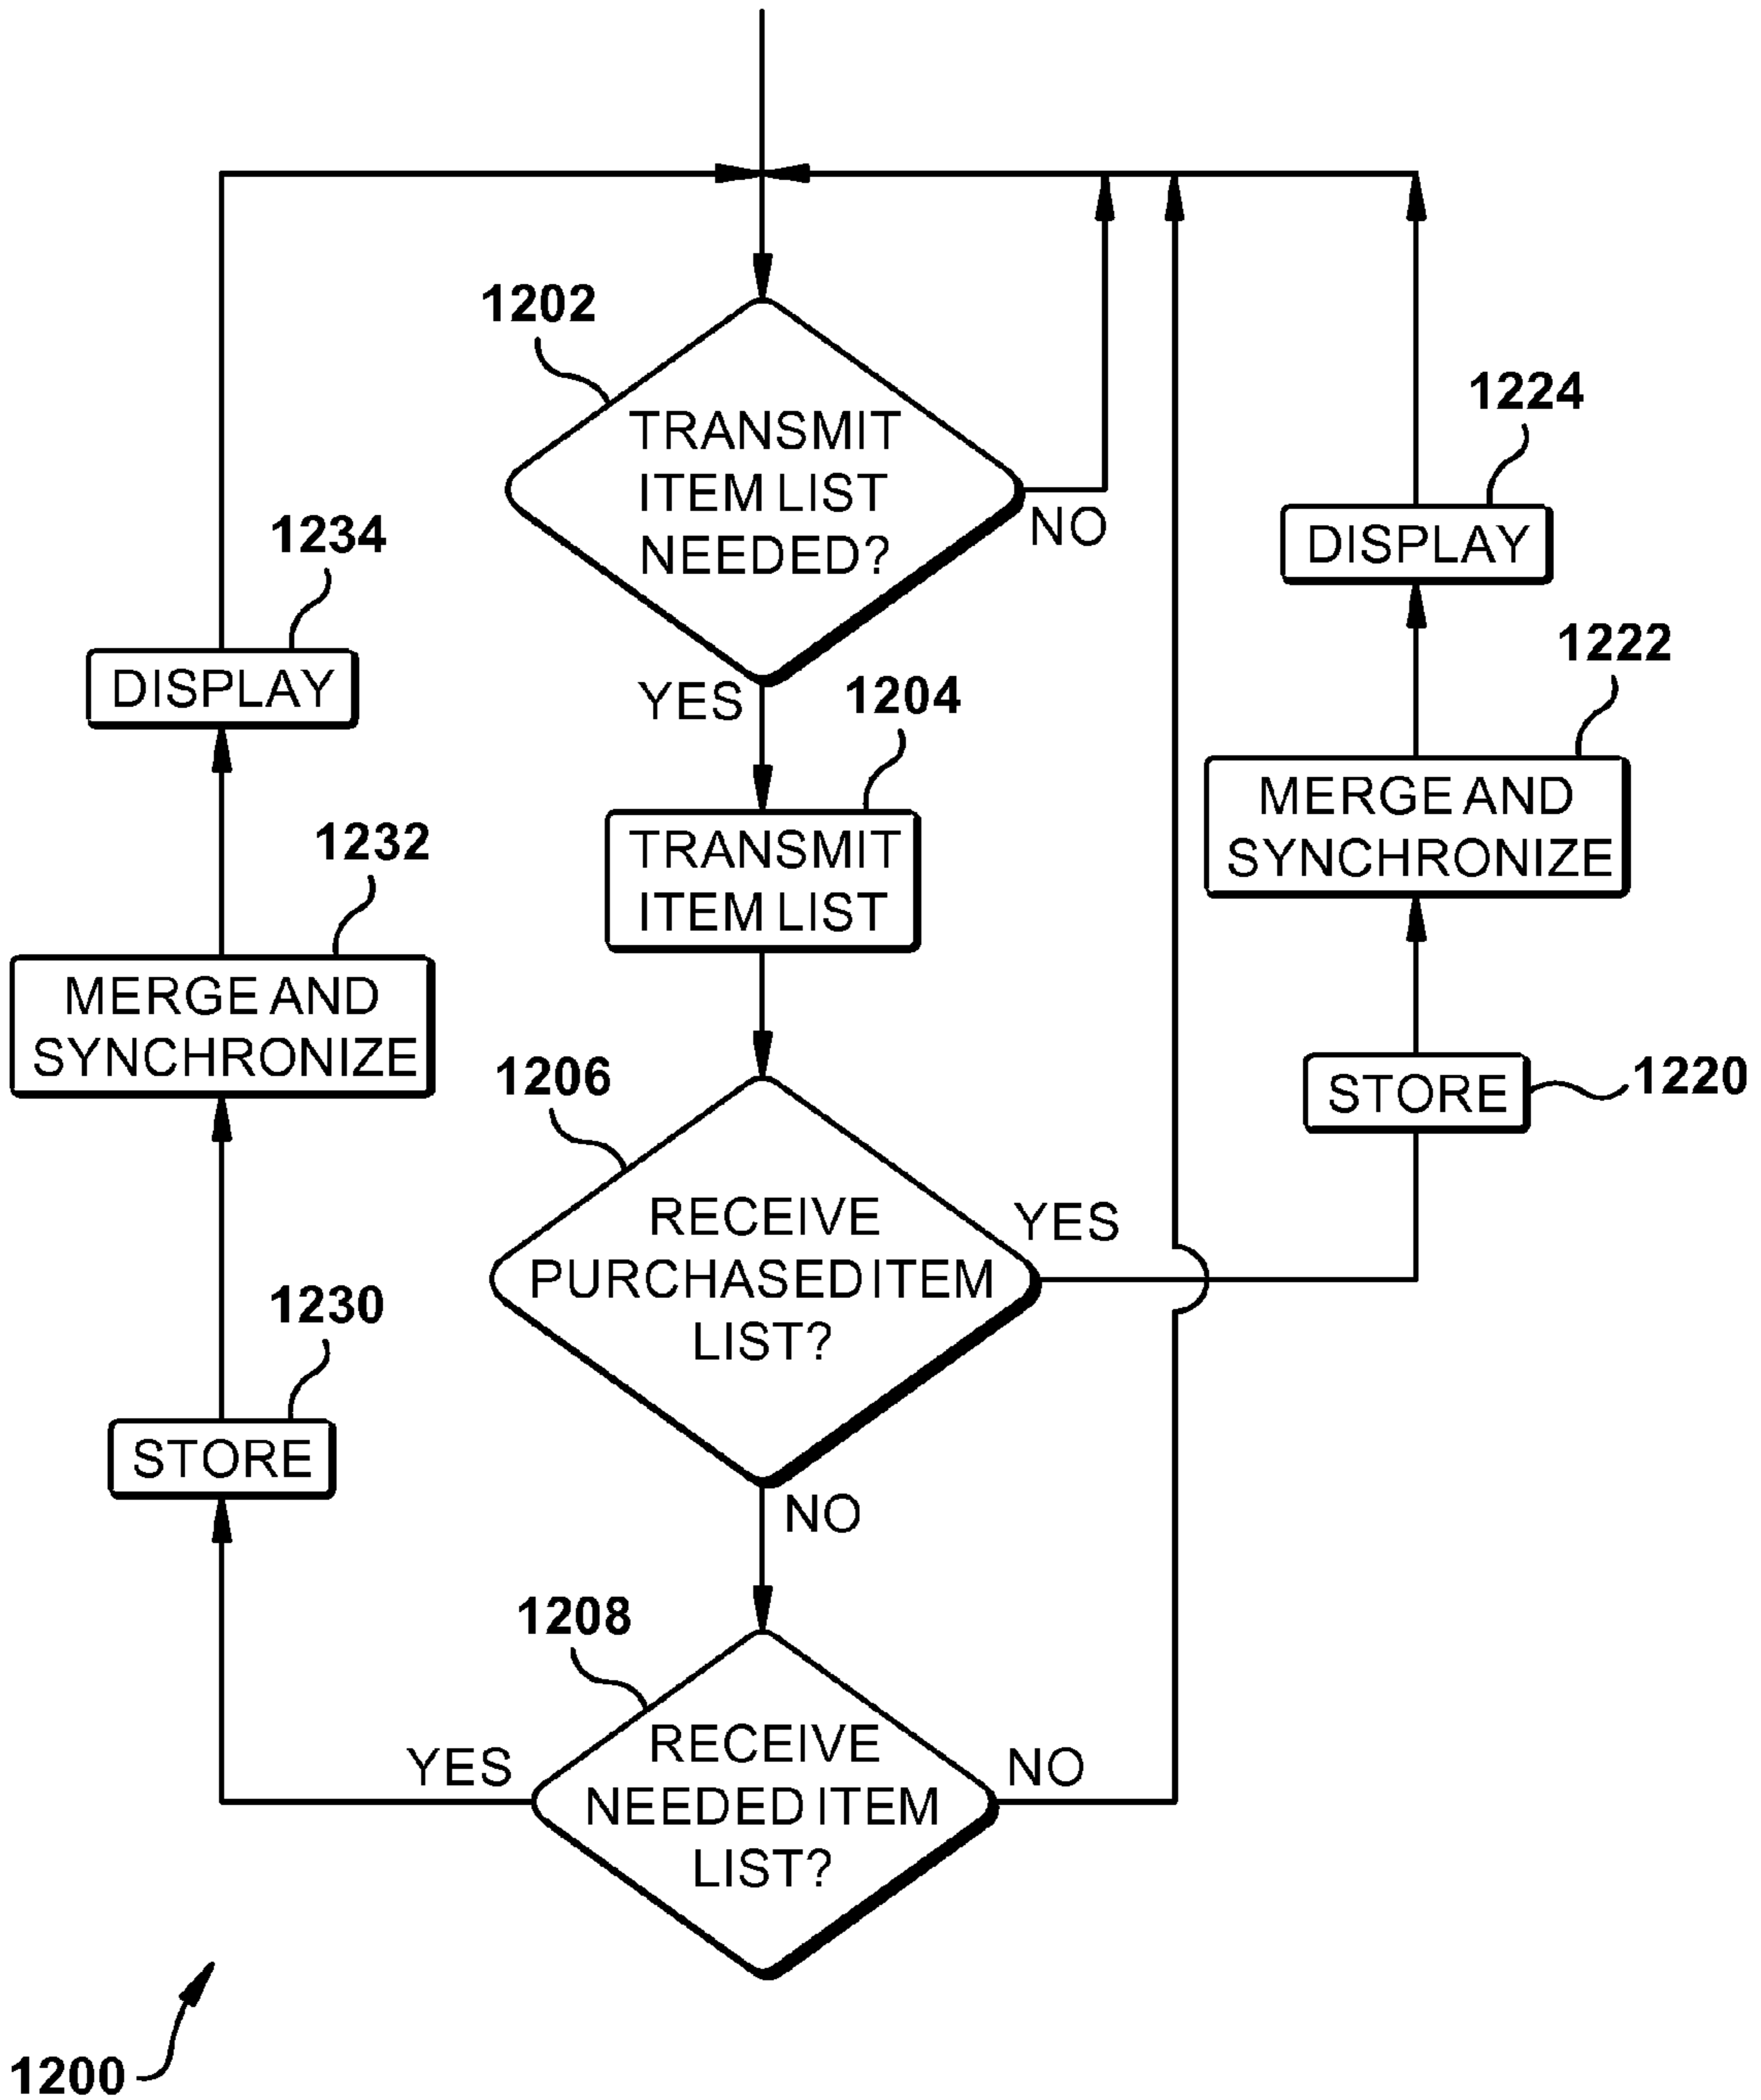 1202
TRANSMIT
ITEM LIST
NEEDED?
NO
YES
1224
DISPLAY
1234
DISPLAY
1222
MERGE AND
SYNCHRONIZE
1204
TRANSMIT
ITEM LIST
1232
MERGE AND
SYNCHRONIZE
1220
STORE
1206
RECEIVE
PURCHASED ITEM
LIST?
YES
NO
1230
STORE
1208
RECEIVE
NEEDED ITEM
LIST?
YES
NO
1200